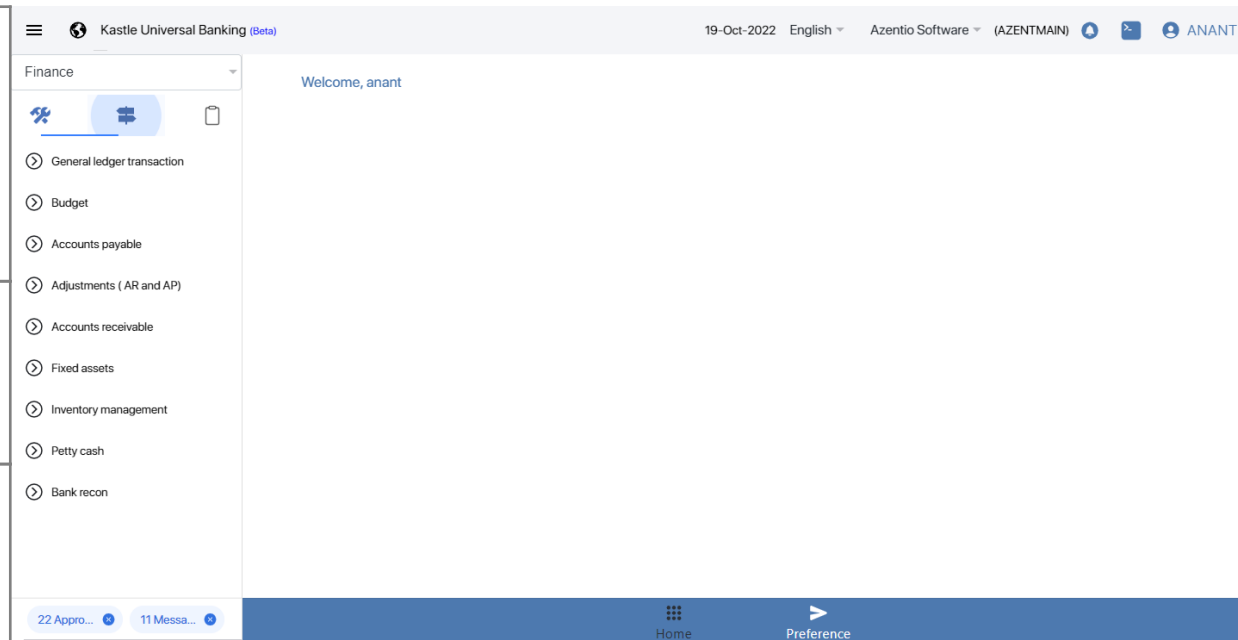 Kastle Universal Banking (Beta)
19-Oct-2022 English Azentio Software (AZENTMAIN) ANANT
Finance
Welcome, anant
General ledger transaction
Budget
Accounts payable
Adjustments ( AR and AP)
Accounts receivable
Fixed assets
Inventory management
Petty cash
Bank recon
22 Appro... 11 Messa...
Home Preference